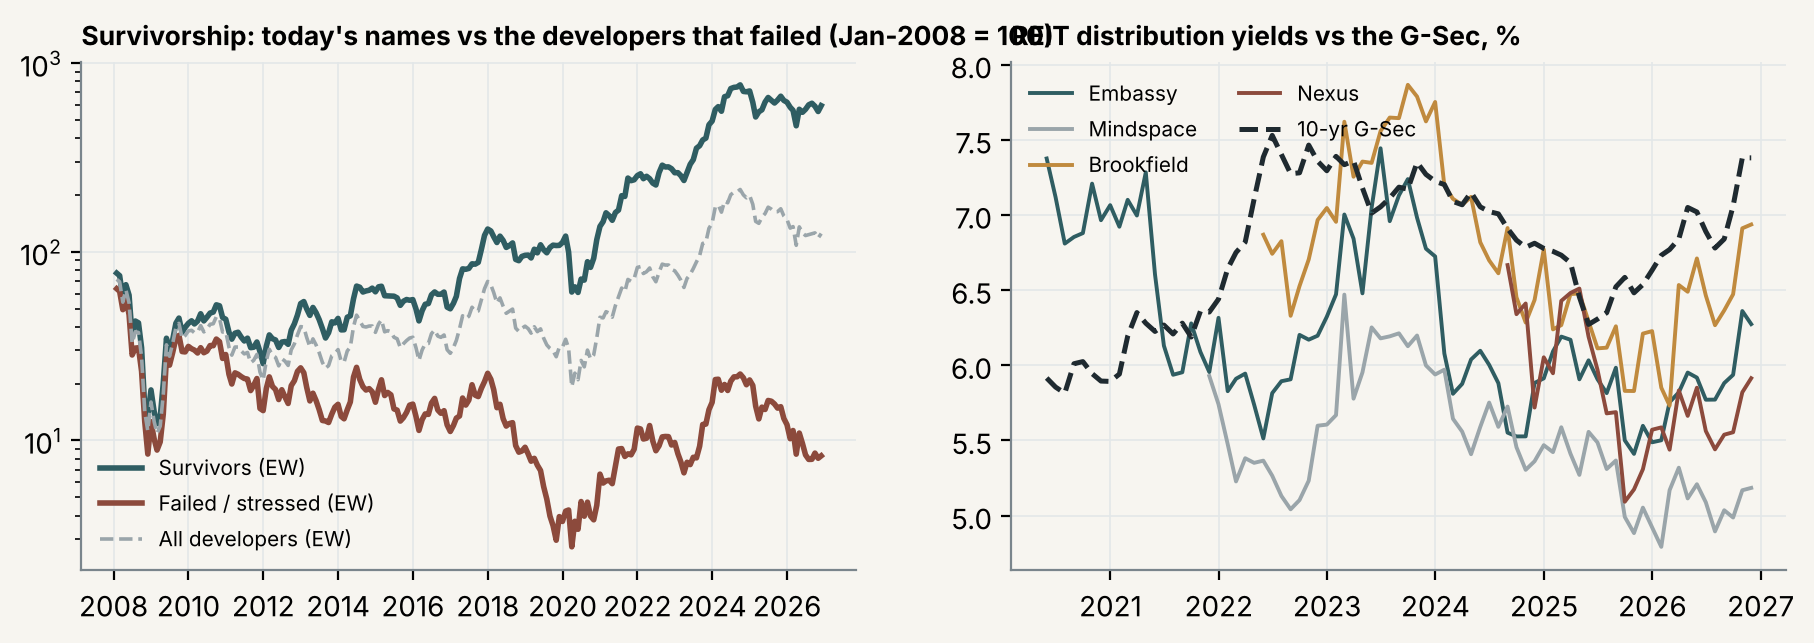 Survivorship: today's names vs the developers that failed (Jan-2008 = 100)
10³
10²
10¹
Survivors (EW)
Failed / stressed (EW)
All developers (EW)
2008 2010 2012 2014 2016 2018 2020 2022 2024 2026
REIT distribution yields vs the G-Sec, %
8.0
7.5
7.0
6.5
6.0
5.5
5.0
Embassy
Mindspace
Brookfield
Nexus
10-yr G-Sec
2021 2022 2023 2024 2025 2026 2027